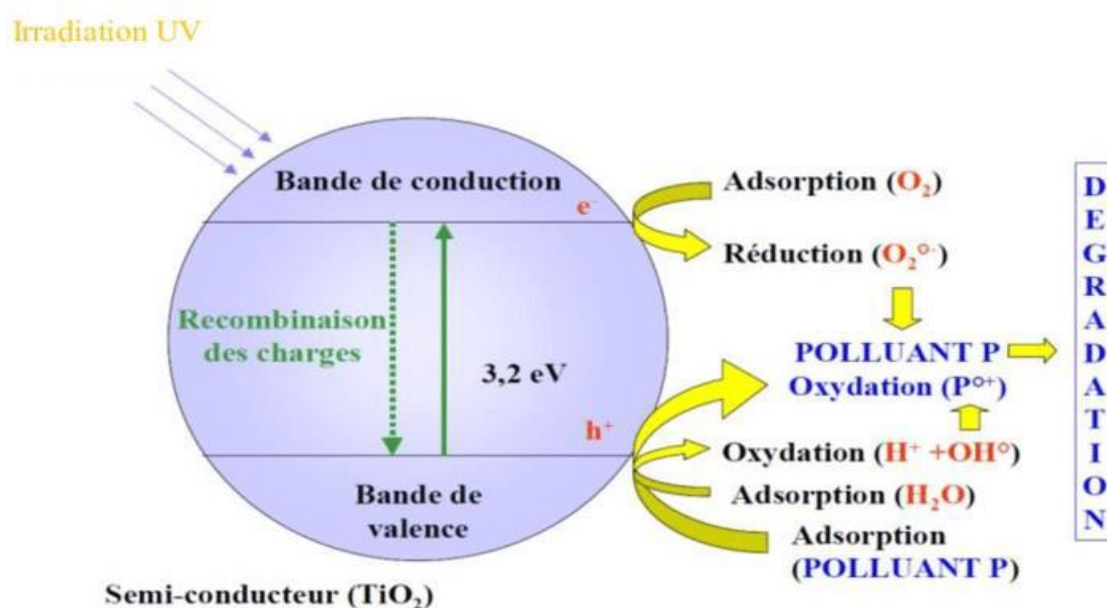 Irradiation UV
Bande de conduction
e⁻
Recombinaison
des charges
3,2 eV
h⁺
Bande de
valence
Semi-conducteur (TiO₂)
Adsorption (O₂)
Réduction (O₂°⁻)
POLLUANT P
Oxydation (P°⁺)
Oxydation (H⁺ +OH°)
Adsorption (H₂O)
Adsorption
(POLLUANT P)
DEGRADATION